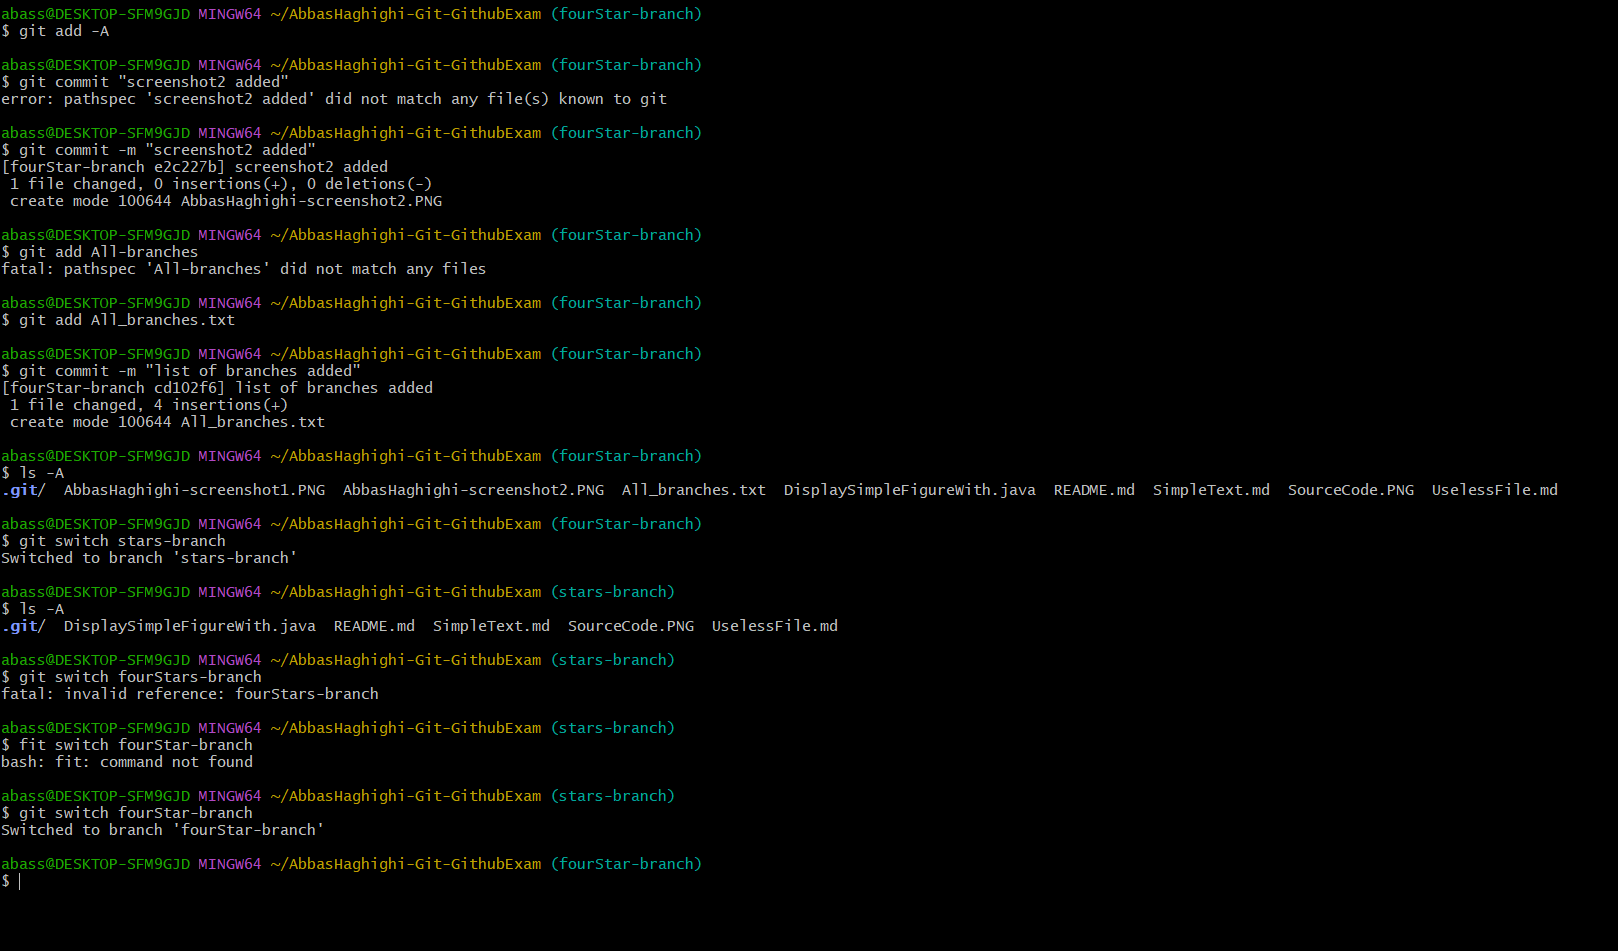 abass@DESKTOP-SFM9GJD MINGW64 ~/AbbasHaghighi-Git-GithubExam (fourStar-branch)
$ git add -A
abass@DESKTOP-SFM9GJD MINGW64 ~/AbbasHaghighi-Git-GithubExam (fourStar-branch)
$ git commit "screenshot2 added"
error: pathspec 'screenshot2 added' did not match any file(s) known to git
abass@DESKTOP-SFM9GJD MINGW64 ~/AbbasHaghighi-Git-GithubExam (fourStar-branch)
$ git commit -m "screenshot2 added"
[fourStar-branch e2c227b] screenshot2 added
 1 file changed, 0 insertions(+), 0 deletions(-)
 create mode 100644 AbbasHaghighi-screenshot2.PNG
abass@DESKTOP-SFM9GJD MINGW64 ~/AbbasHaghighi-Git-GithubExam (fourStar-branch)
$ git add All-branches
fatal: pathspec 'All-branches' did not match any files
abass@DESKTOP-SFM9GJD MINGW64 ~/AbbasHaghighi-Git-GithubExam (fourStar-branch)
$ git add All_branches.txt
abass@DESKTOP-SFM9GJD MINGW64 ~/AbbasHaghighi-Git-GithubExam (fourStar-branch)
$ git commit -m "list of branches added"
[fourStar-branch cd102f6] list of branches added
 1 file changed, 4 insertions(+)
 create mode 100644 All_branches.txt
abass@DESKTOP-SFM9GJD MINGW64 ~/AbbasHaghighi-Git-GithubExam (fourStar-branch)
$ ls -A
.git/  AbbasHaghighi-screenshot1.PNG  AbbasHaghighi-screenshot2.PNG  All_branches.txt  DisplaySimpleFigureWith.java  README.md  SimpleText.md  SourceCode.PNG  UselessFile.md
abass@DESKTOP-SFM9GJD MINGW64 ~/AbbasHaghighi-Git-GithubExam (fourStar-branch)
$ git switch stars-branch
Switched to branch 'stars-branch'
abass@DESKTOP-SFM9GJD MINGW64 ~/AbbasHaghighi-Git-GithubExam (stars-branch)
$ ls -A
.git/  DisplaySimpleFigureWith.java  README.md  SimpleText.md  SourceCode.PNG  UselessFile.md
abass@DESKTOP-SFM9GJD MINGW64 ~/AbbasHaghighi-Git-GithubExam (stars-branch)
$ git switch fourStars-branch
fatal: invalid reference: fourStars-branch
abass@DESKTOP-SFM9GJD MINGW64 ~/AbbasHaghighi-Git-GithubExam (stars-branch)
$ fit switch fourStar-branch
bash: fit: command not found
abass@DESKTOP-SFM9GJD MINGW64 ~/AbbasHaghighi-Git-GithubExam (stars-branch)
$ git switch fourStar-branch
Switched to branch 'fourStar-branch'
abass@DESKTOP-SFM9GJD MINGW64 ~/AbbasHaghighi-Git-GithubExam (fourStar-branch)
$